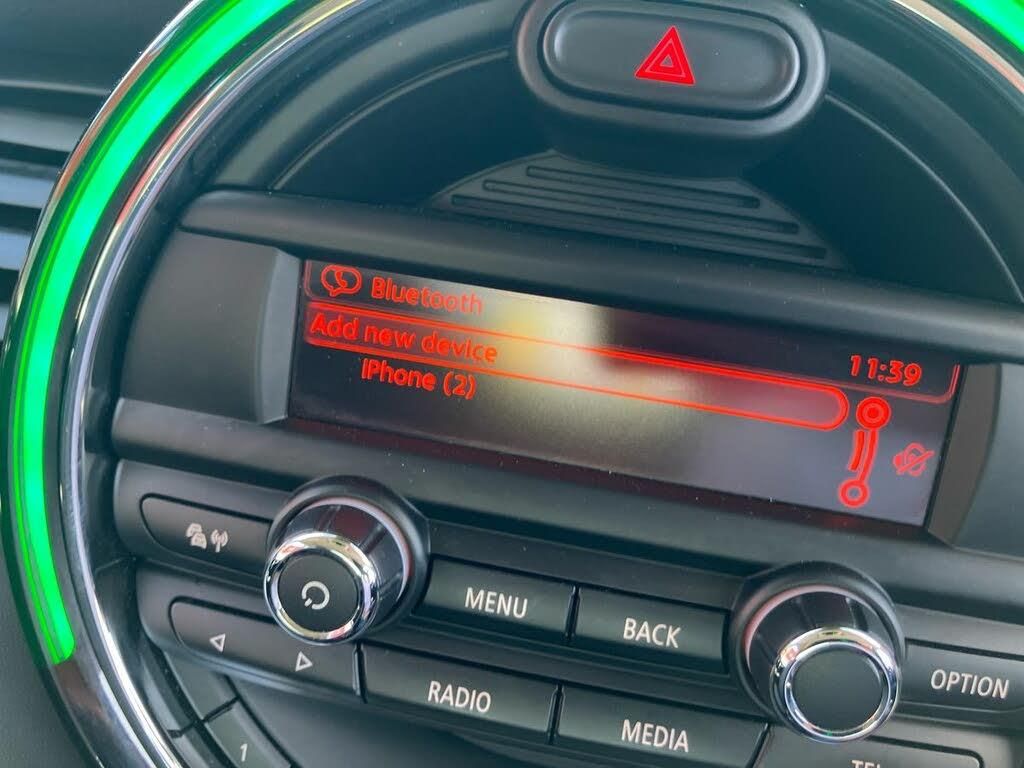 Bluetooth
11:39
Add new device
iPhone (2)
MENU
BACK
OPTION
RADIO
MEDIA
1